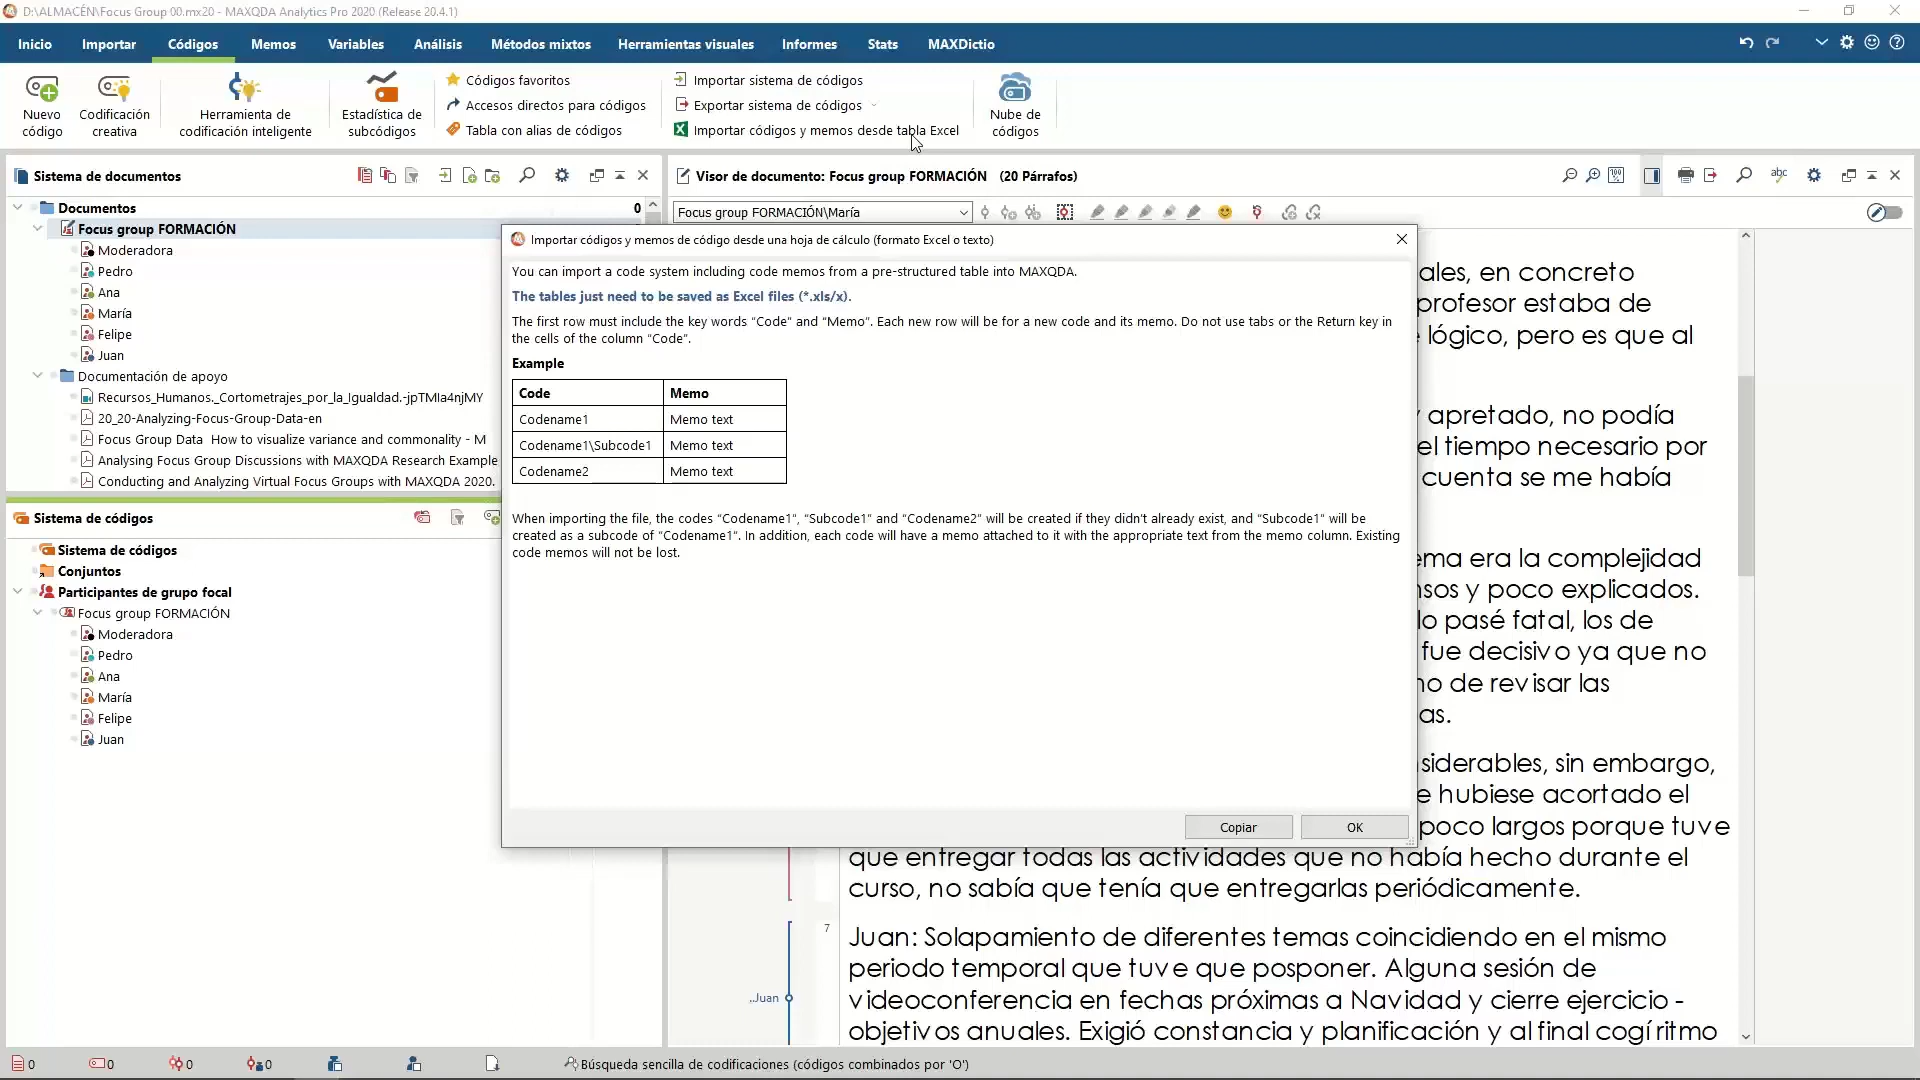 D:\ALMACÉN\Focus Group 00.mx20 - MAXQDA Analytics Pro 2020 (Release 20.4.1)
Inicio Importar Códigos Memos Variables Análisis Métodos mixtos Herramientas visuales Informes Stats MAXDictio
Nuevo código
Codificación creativa
Herramienta de codificación inteligente
Estadística de subcódigos
Códigos favoritos
Accesos directos para códigos
Tabla con alias de códigos
Importar sistema de códigos
Exportar sistema de códigos
Importar códigos y memos desde tabla Excel
Nube de códigos
Sistema de documentos
Documentos 0
Focus group FORMACIÓN
Moderadora
Pedro
Ana
María
Felipe
Juan
Documentación de apoyo
Recursos_Humanos._Cortometrajes_por_la_Igualdad.-jpTMIa4njMY
20_20-Analyzing-Focus-Group-Data-en
Focus Group Data How to visualize variance and commonality - M
Analysing Focus Group Discussions with MAXQDA Research Example
Conducting and Analyzing Virtual Focus Groups with MAXQDA 2020.
Sistema de códigos
Sistema de códigos
Conjuntos
Participantes de grupo focal
Focus group FORMACIÓN
Moderadora
Pedro
Ana
María
Felipe
Juan
Visor de documento: Focus group FORMACIÓN (20 Párrafos)
100%
abc
Focus group FORMACIÓN\María
Importar códigos y memos de código desde una hoja de cálculo (formato Excel o texto)
You can import a code system including code memos from a pre-structured table into MAXQDA.
The tables just need to be saved as Excel files (*.xls/x).
The first row must include the key words “Code” and “Memo”. Each new row will be for a new code and its memo. Do not use tabs or the Return key in
the cells of the column “Code”.
Example
Code Memo
Codename1 Memo text
Codename1\Subcode1 Memo text
Codename2 Memo text
When importing the file, the codes “Codename1”, “Subcode1” and “Codename2” will be created if they didn’t already exist, and “Subcode1” will be
created as a subcode of “Codename1”. In addition, each code will have a memo attached to it with the appropriate text from the memo column. Existing
code memos will not be lost.
Copiar OK
ales, en concreto
profesor estaba de
lógico, pero es que al
y apretado, no podía
el tiempo necesario por
cuenta se me había
ema era la complejidad
nsos y poco explicados.
lo pasé fatal, los de
fue decisivo ya que no
no de revisar las
as.
siderables, sin embargo,
e hubiese acortado el
poco largos porque tuve
que entregar todas las actividades que no había hecho durante el
curso, no sabía que tenía que entregarlas periódicamente.
7
Juan: Solapamiento de diferentes temas coincidiendo en el mismo
periodo temporal que tuve que posponer. Alguna sesión de
..Juan
videoconferencia en fechas próximas a Navidad y cierre ejercicio -
objetivos anuales. Exigió constancia y planificación y al final cogí ritmo
0 0 0 0 Búsqueda sencilla de codificaciones (códigos combinados por 'O')